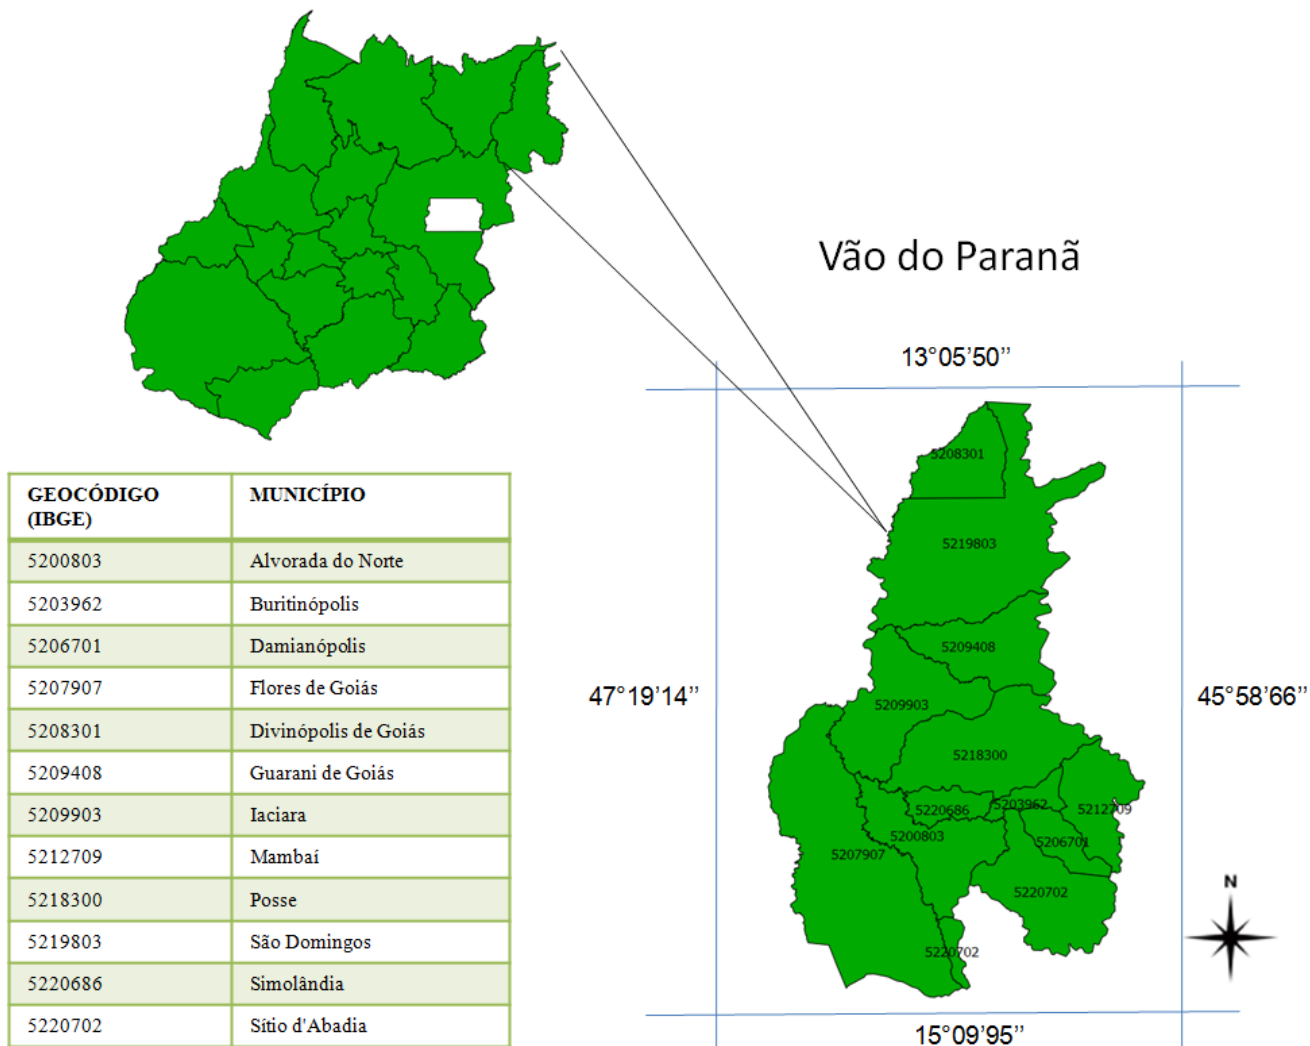 Vão do Paranã
13°05'50”
47°19'14”
45°58'66”
15°09'95”
N
5208301
5219803
5209408
5209903
5218300
5220686
5203962
5212709
5200803
5206701
5207907
5220702
5220702
GEOCÓDIGO (IBGE) MUNICÍPIO
5200803 Alvorada do Norte
5203962 Buritinópolis
5206701 Damianópolis
5207907 Flores de Goiás
5208301 Divinópolis de Goiás
5209408 Guarani de Goiás
5209903 Iaciara
5212709 Mambaí
5218300 Posse
5219803 São Domingos
5220686 Simolândia
5220702 Sítio d'Abadia